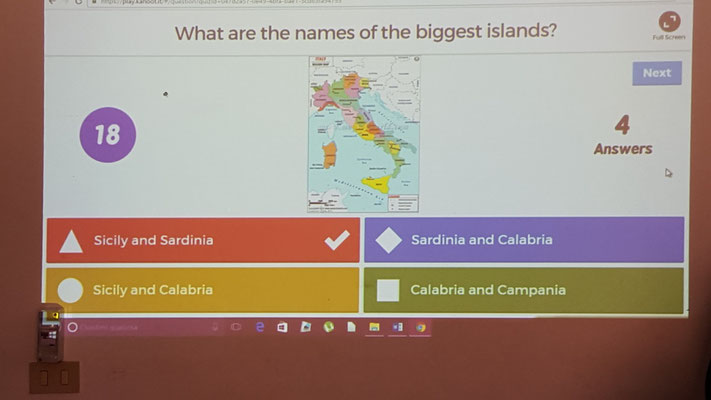 What are the names of the biggest islands?
Full Screen
Next
18
4
Answers
Sicily and Sardinia
Sardinia and Calabria
Sicily and Calabria
Calabria and Campania